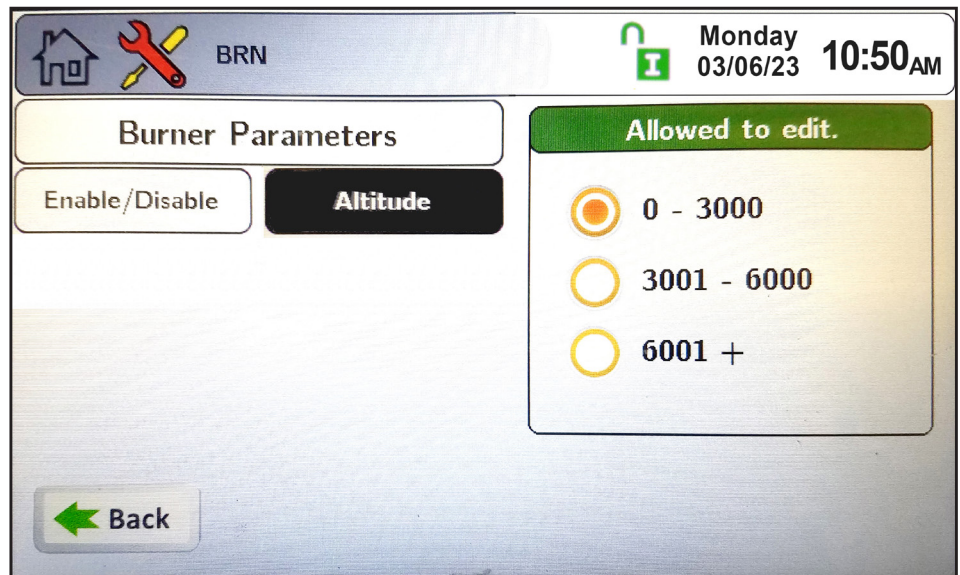 BRN
Monday
03/06/23
10:50AM
Burner Parameters
Allowed to edit.
Enable/Disable
Altitude
0 - 3000
3001 - 6000
6001 +
Back